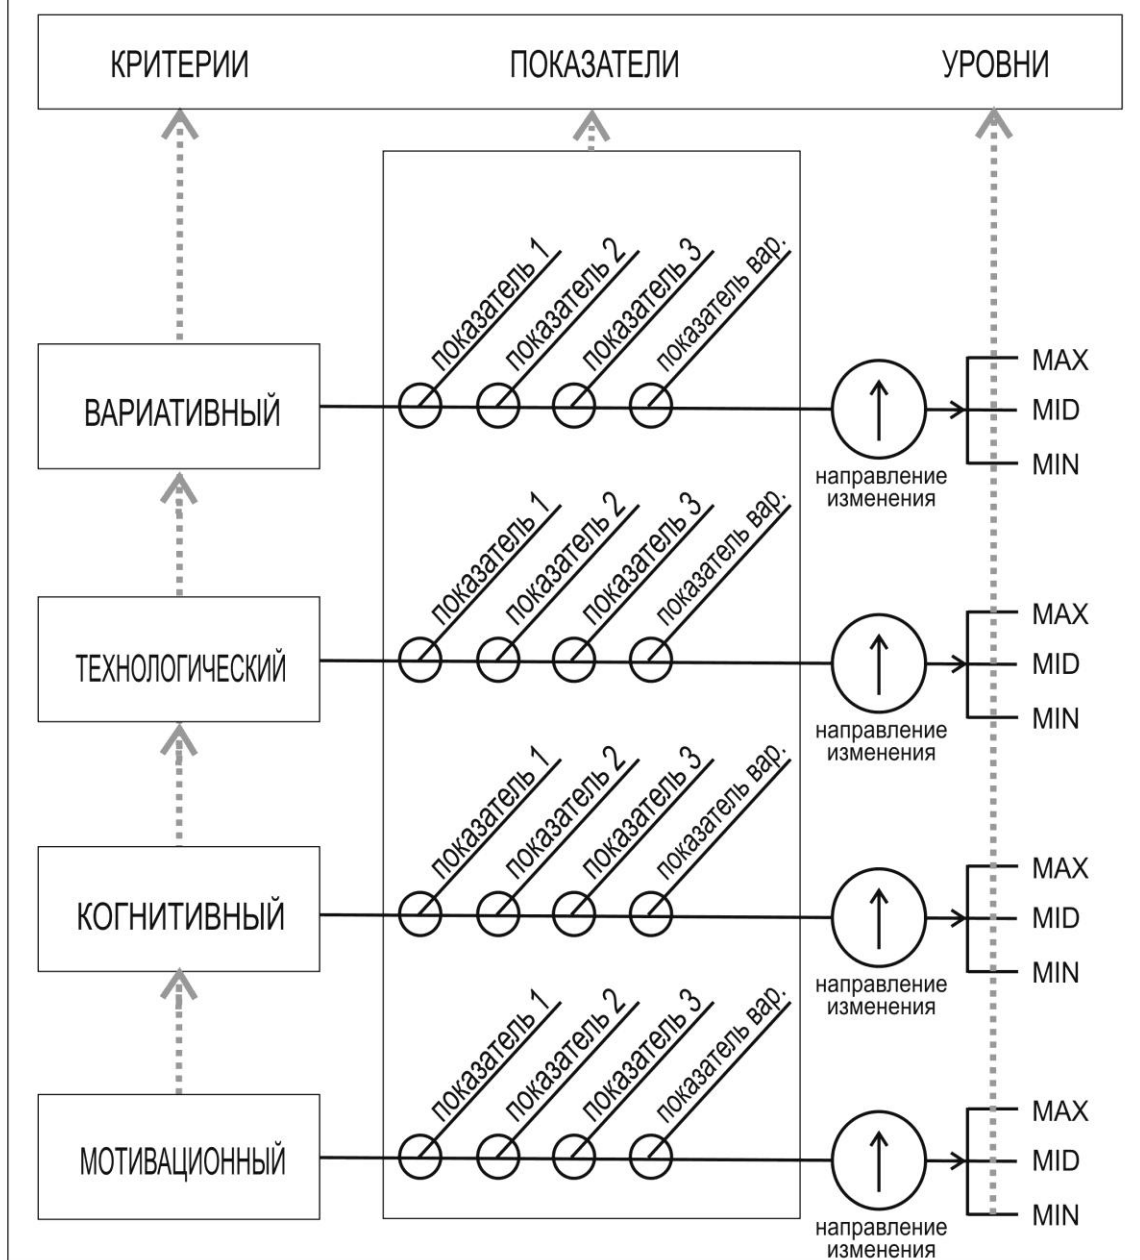 КРИТЕРИИ
ПОКАЗАТЕЛИ
УРОВНИ
ВАРИАТИВНЫЙ
показатель 1
показатель 2
показатель 3
показатель вар.
направление
изменения
MAX
MID
MIN
ТЕХНОЛОГИЧЕСКИЙ
показатель 1
показатель 2
показатель 3
показатель вар.
направление
изменения
MAX
MID
MIN
КОГНИТИВНЫЙ
показатель 1
показатель 2
показатель 3
показатель вар.
направление
изменения
MAX
MID
MIN
МОТИВАЦИОННЫЙ
показатель 1
показатель 2
показатель 3
показатель вар.
направление
изменения
MAX
MID
MIN